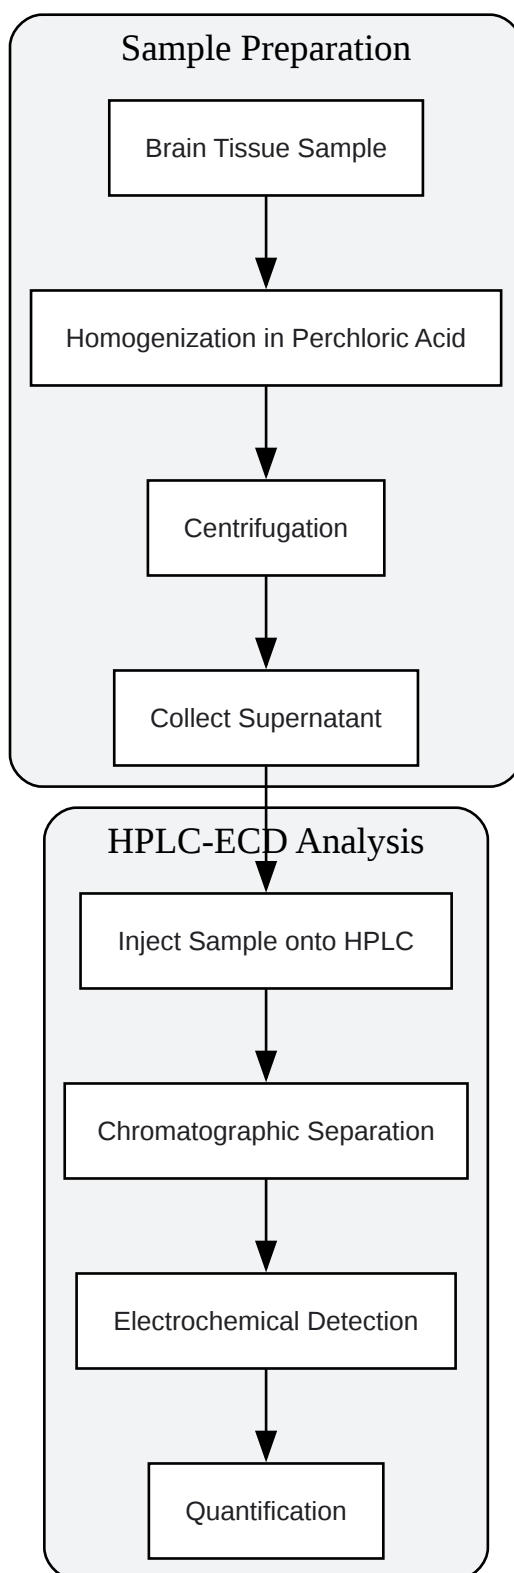 Sample Preparation
Brain Tissue Sample
Homogenization in Perchloric Acid
Centrifugation
Collect Supernatant
HPLC-ECD Analysis
Inject Sample onto HPLC
Chromatographic Separation
Electrochemical Detection
Quantification